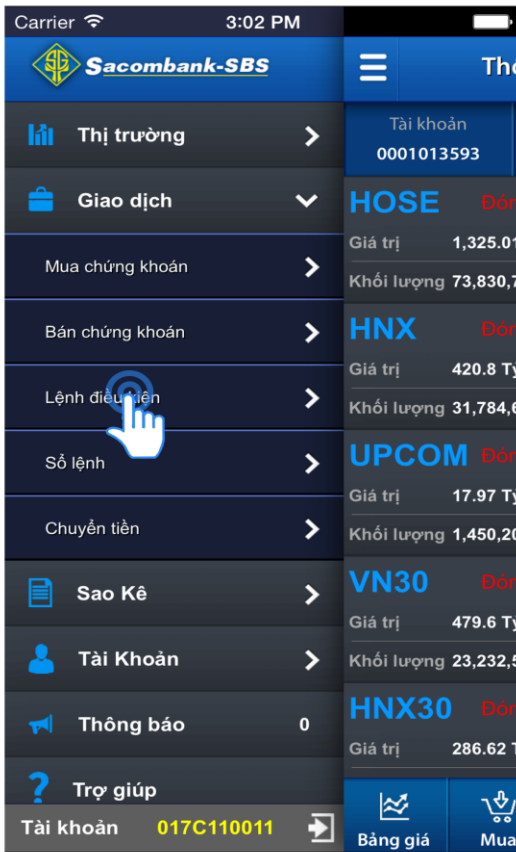 Carrier 3:02 PM
Sacombank-SBS
Thị trường
Giao dịch
Mua chứng khoán
Bán chứng khoán
Lệnh điều kiện
Sổ lệnh
Chuyển tiền
Sao Kê
Tài Khoản
Thông báo 0
Trợ giúp
Tài khoản 017C110011
Tài khoản
0001013593
HOSE
Giá trị 1,325.01
Khối lượng 73,830,7
HNX
Giá trị 420.8 Tỷ
Khối lượng 31,784,6
UPCOM
Giá trị 17.97 Tỷ
Khối lượng 1,450,20
VN30
Giá trị 479.6 Tỷ
Khối lượng 23,232,5
HNX30
Giá trị 286.62
Bảng giá Mua